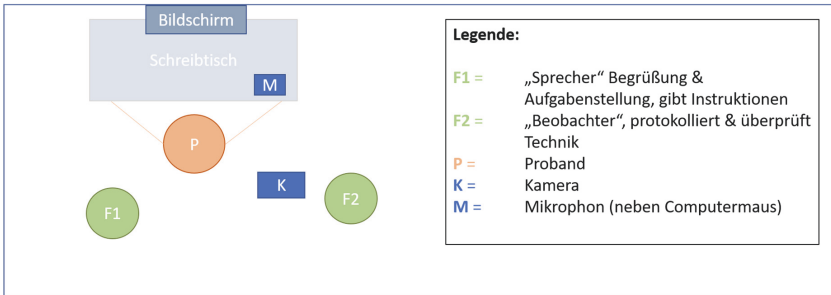 Bildschirm
Schreibtisch
M
P
K
F1
F2
Legende:
F1 = „Sprecher“ Begrüßung &
Aufgabenstellung, gibt Instruktionen
F2 = „Beobachter“, protokolliert & überprüft
Technik
P = Proband
K = Kamera
M = Mikrophon (neben Computermaus)